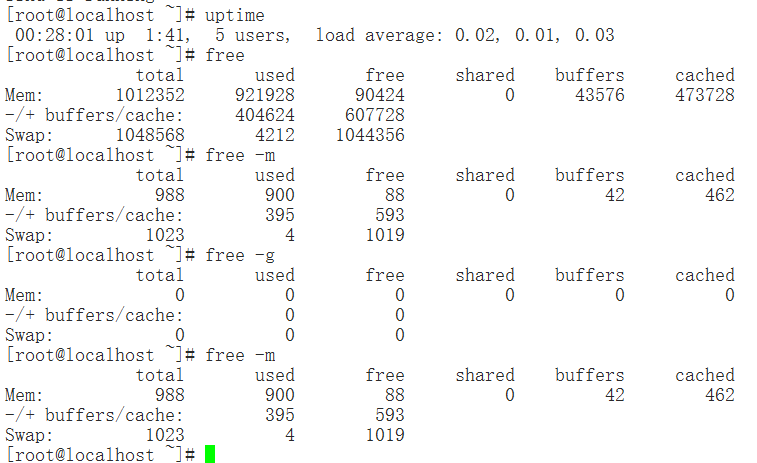 [root@localhost ~]# uptime
 00:28:01 up  1:41,  5 users,  load average: 0.02, 0.01, 0.03
[root@localhost ~]# free
             total       used       free     shared    buffers     cached
Mem:       1012352     921928      90424          0      43576     473728
-/+ buffers/cache:     404624     607728
Swap:      1048568       4212    1044356
[root@localhost ~]# free -m
             total       used       free     shared    buffers     cached
Mem:           988        900         88          0         42        462
-/+ buffers/cache:        395        593
Swap:         1023          4       1019
[root@localhost ~]# free -g
             total       used       free     shared    buffers     cached
Mem:             0          0          0          0          0          0
-/+ buffers/cache:          0          0
Swap:            0          0          0
[root@localhost ~]# free -m
             total       used       free     shared    buffers     cached
Mem:           988        900         88          0         42        462
-/+ buffers/cache:        395        593
Swap:         1023          4       1019
[root@localhost ~]#